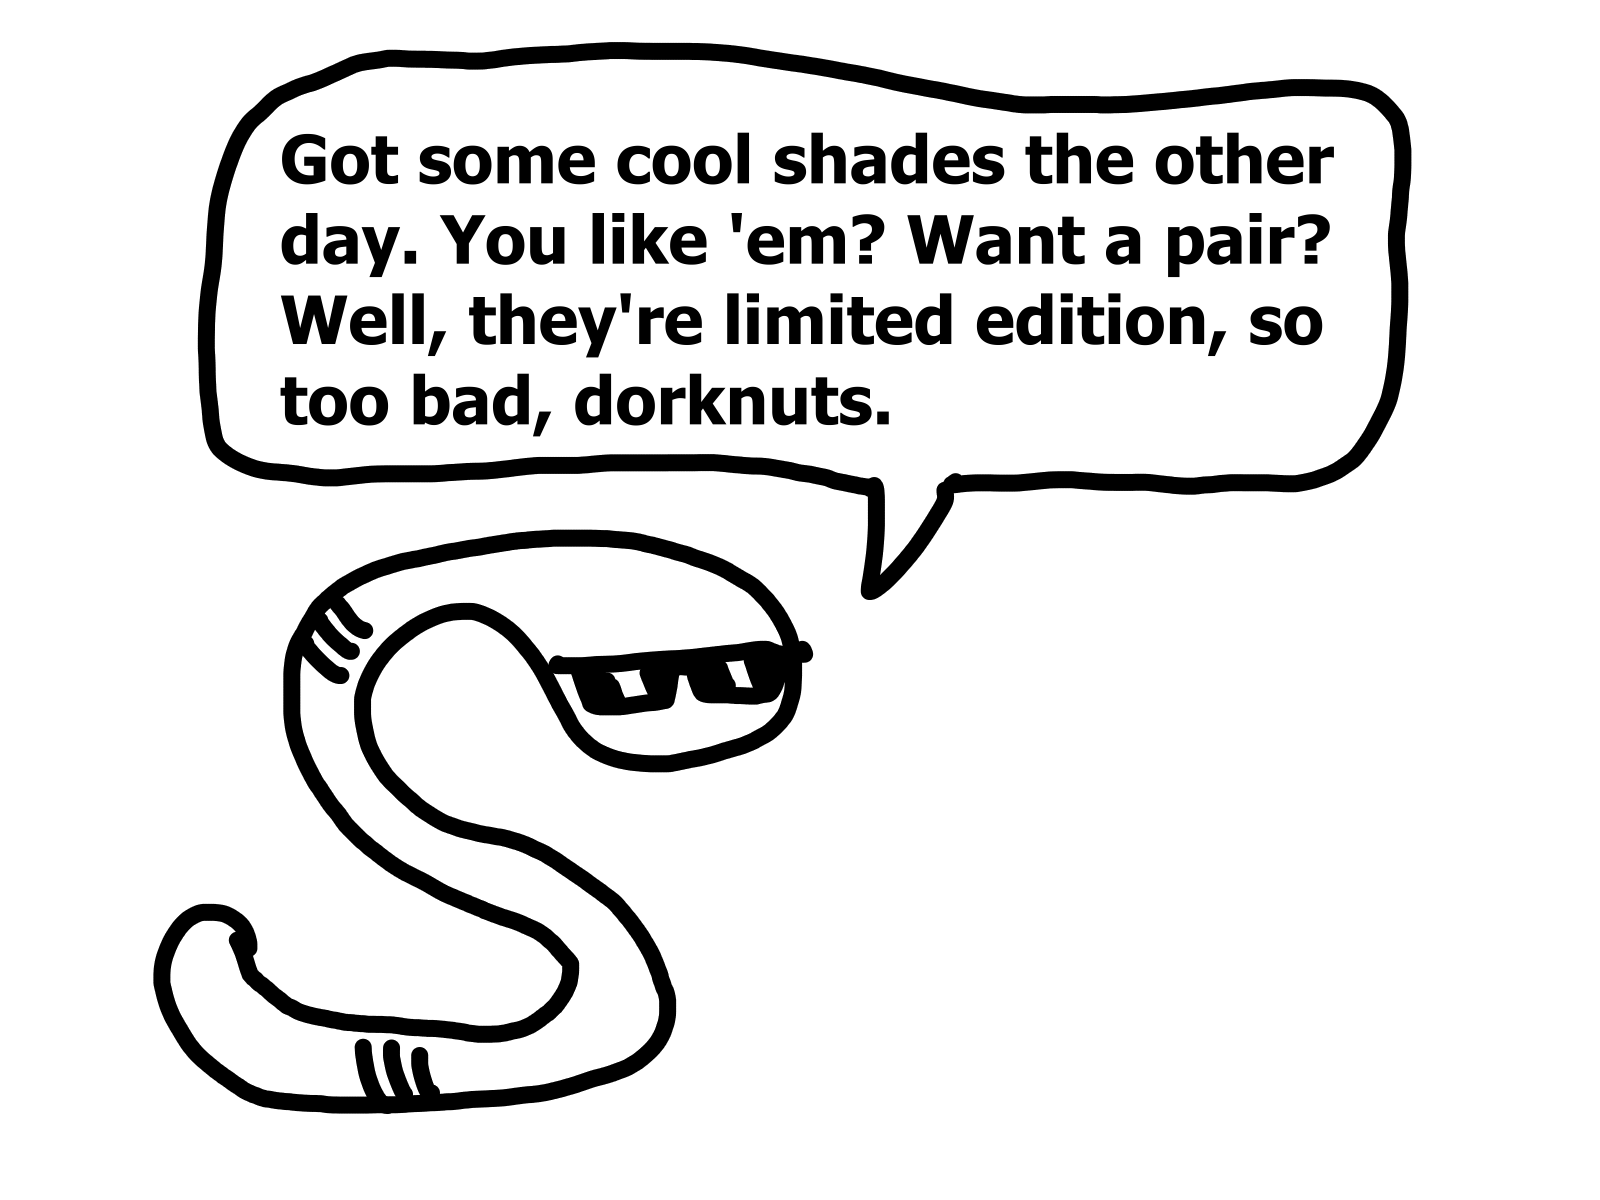 Got some cool shades the other
day. You like 'em? Want a pair?
Well, they're limited edition, so
too bad, dorknuts.